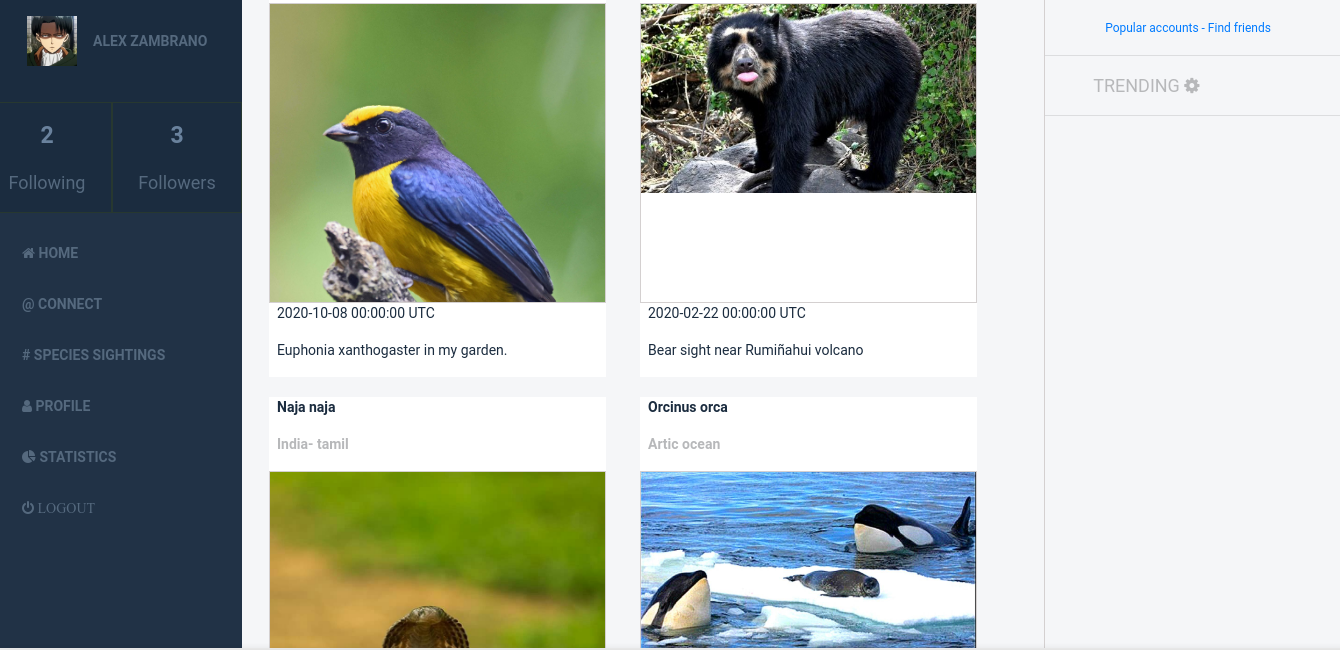 ALEX ZAMBRANO
2
3
Following
Followers
HOME
@ CONNECT
# SPECIES SIGHTINGS
PROFILE
STATISTICS
LOGOUT
2020-10-08 00:00:00 UTC
Euphonia xanthogaster in my garden.
2020-02-22 00:00:00 UTC
Bear sight near Rumiñahui volcano
Naja naja
India- tamil
Orcinus orca
Artic ocean
Popular accounts - Find friends
TRENDING